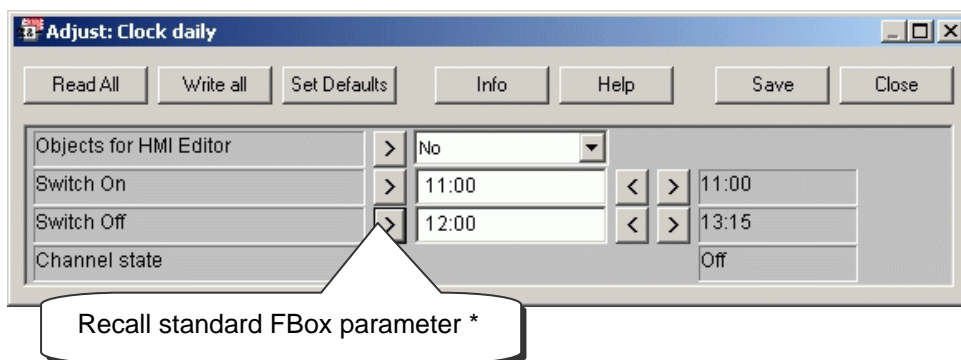 Adjust: Clock daily
Read All Write all Set Defaults Info Help Save Close
Objects for HMI Editor > No
Switch On > 11:00 < > 11:00
Switch Off > 12:00 < > 13:15
Channel state Off
Recall standard FBox parameter *